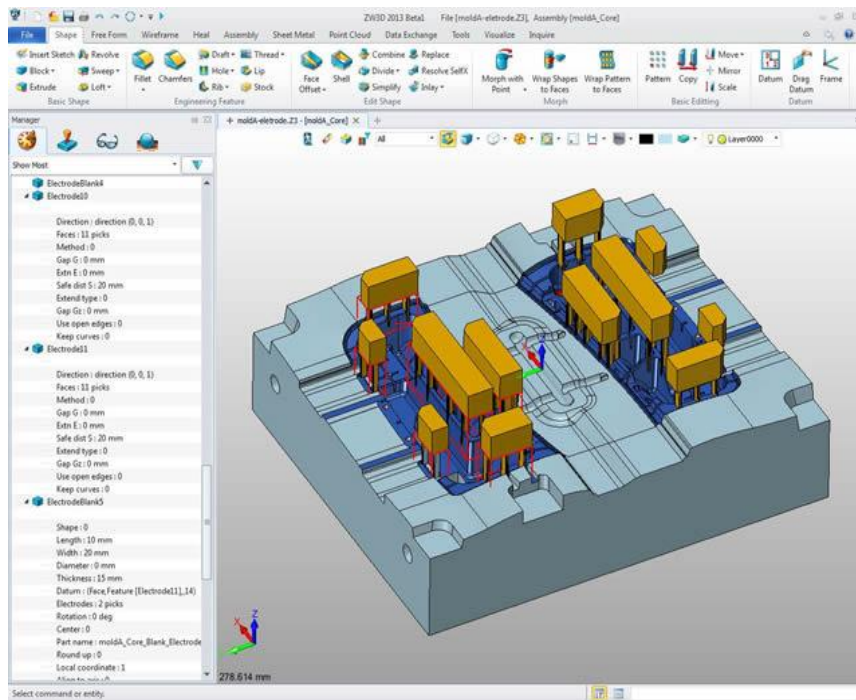 ZW3D 2013 Beta1 File [moldA-eletrode.Z3], Assembly [moldA_Core]
File Shape Free Form Wireframe Heal Assembly Sheet Metal Point Cloud Data Exchange Tools Visualize Inquire
Insert Sketch Revolve
Block Sweep
Extrude Loft
Basic Shape
Fillet Chamfers
Draft Thread
Hole Lip
Rib Stock
Engineering Feature
Face Offset Shell
Combine Replace
Divide Resolve SelfX
Simplify Inlay
Edit Shape
Morph with Point Wrap Shapes to Faces Wrap Pattern to Faces
Morph
Pattern Copy
Move
Mirror
Scale
Basic Editting
Datum Drag Datum Frame
Datum
Manager
moldA-eletrode.Z3 - [moldA_Core]
All
Layer0000
Show Most
ElectrodeBlank4
Electrode10
Direction : direction (0, 0, 1)
Faces : 11 picks
Method : 0
Gap G : 0 mm
Extn E : 0 mm
Safe dist S : 20 mm
Extend type : 0
Gap Gz : 0 mm
Use open edges : 0
Keep curves : 0
Electrode11
Direction : direction (0, 0, 1)
Faces : 11 picks
Method : 0
Gap G : 0 mm
Extn E : 0 mm
Safe dist S : 20 mm
Extend type : 0
Gap Gz : 0 mm
Use open edges : 0
Keep curves : 0
ElectrodeBlank5
Shape : 0
Length : 10 mm
Width : 20 mm
Diameter : 0 mm
Thickness : 15 mm
Datum : (Face,Feature [Electrode11],_14)
Electrodes : 2 picks
Rotation : 0 deg
Center : 0
Part name : moldA_Core_Blank_Electrode
Round up : 0
Local coordinate : 1
X
Z
X
Z
278.614 mm
Select command or entity.